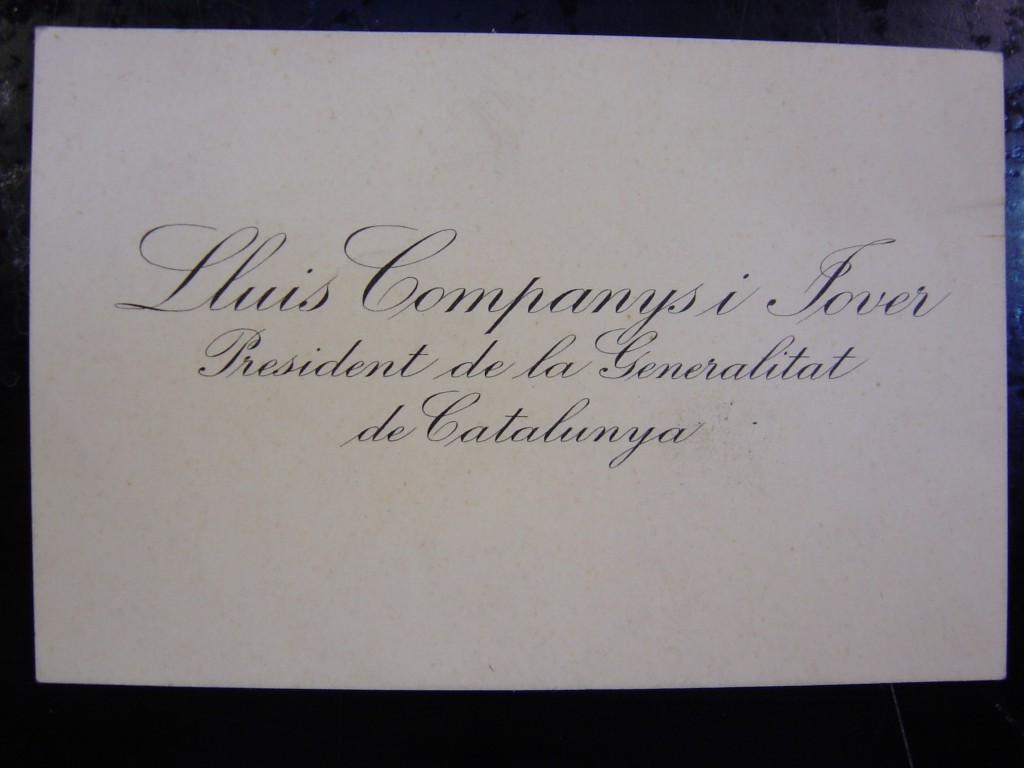 Lluis Companys i Jover
President de la Generalitat
de Catalunya